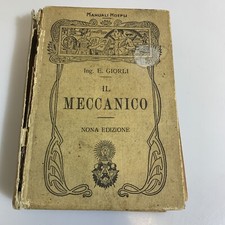 MANUALI HOEPLI
Ing. E. GIORLI
IL
MECCANICO
NONA EDIZIONE